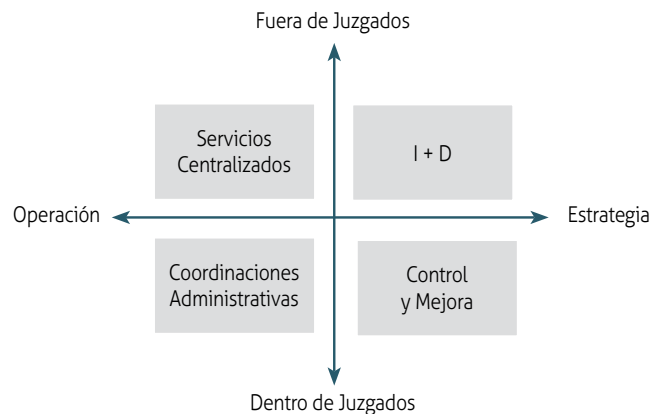 Fuera de Juzgados
Servicios
Centralizados
I + D
Operación
Estrategia
Coordinaciones
Administrativas
Control
y Mejora
Dentro de Juzgados